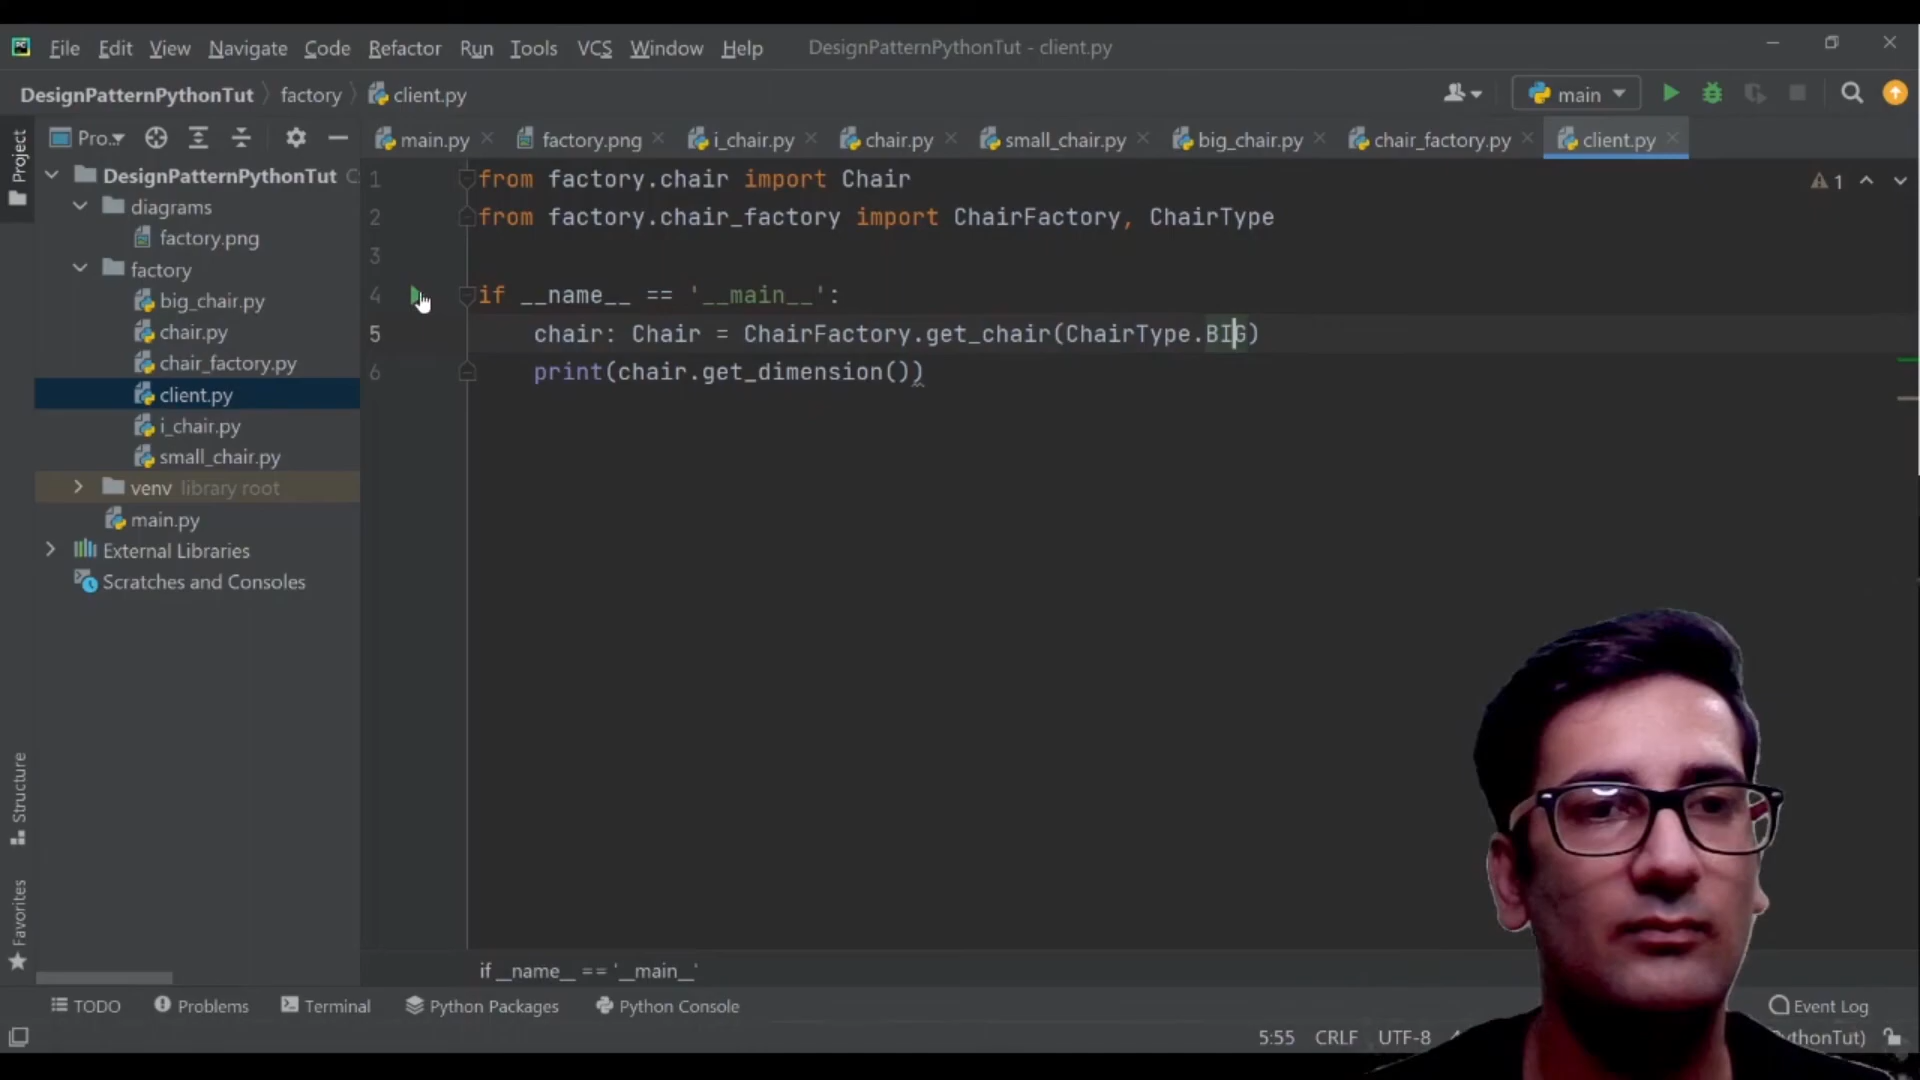 File Edit View Navigate Code Refactor Run Tools VCS Window Help DesignPatternPythonTut - client.py
DesignPatternPythonTut factory client.py main
Project
Pro...
main.py factory.png i_chair.py chair.py small_chair.py big_chair.py chair_factory.py client.py
DesignPatternPythonTut C
diagrams
factory.png
factory
big_chair.py
chair.py
chair_factory.py
client.py
i_chair.py
small_chair.py
venv library root
main.py
External Libraries
Scratches and Consoles
1 from factory.chair import Chair
2 from factory.chair_factory import ChairFactory, ChairType
3
4 if __name__ == '__main__':
5 chair: Chair = ChairFactory.get_chair(ChairType.BIG)
6 print(chair.get_dimension())
1
Structure
Favorites
if __name__ == '__main__'
TODO Problems Terminal Python Packages Python Console Event Log
5:55 CRLF UTF-8 ythonTut)